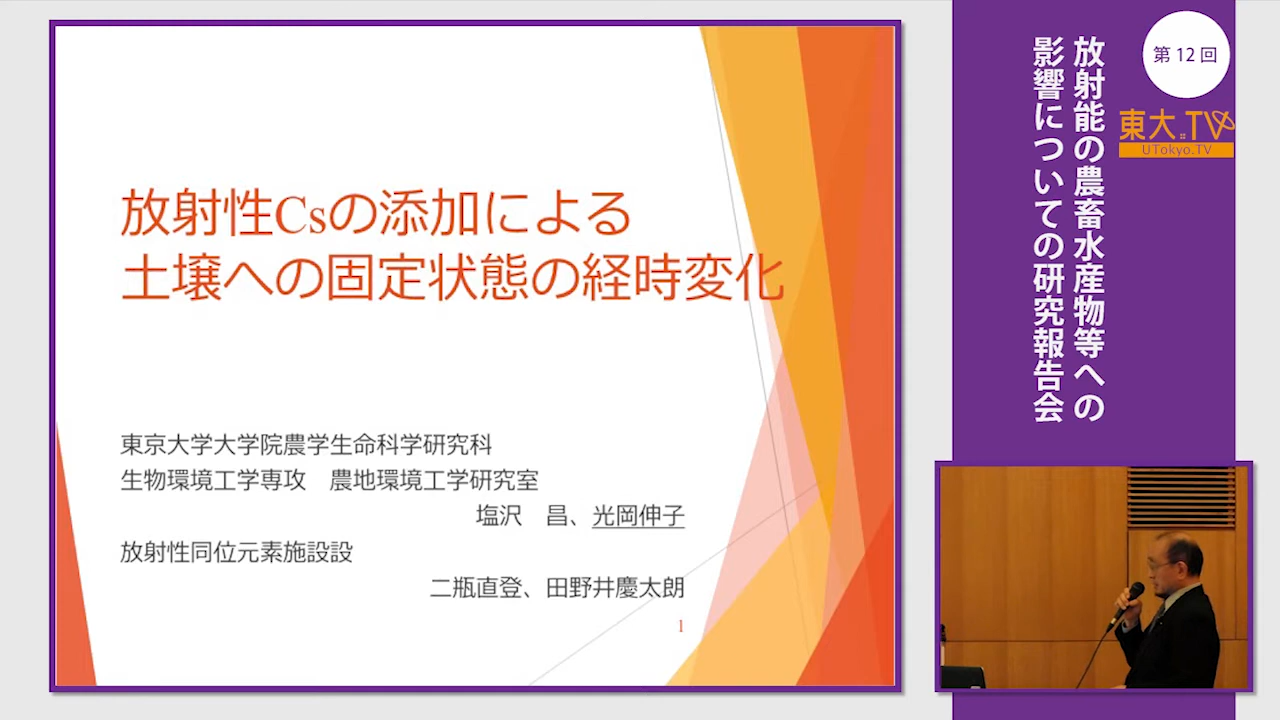 放射性Csの添加による
土壌への固定状態の経時変化
東京大学大学院農学生命科学研究科
生物環境工学専攻　農地環境工学研究室
塩沢　昌、光岡伸子
放射性同位元素施設設
二瓶直登、田野井慶太朗
1
第12回
東大.TV
UTokyo.TV
放射能の農畜水産物等への
影響についての研究報告会